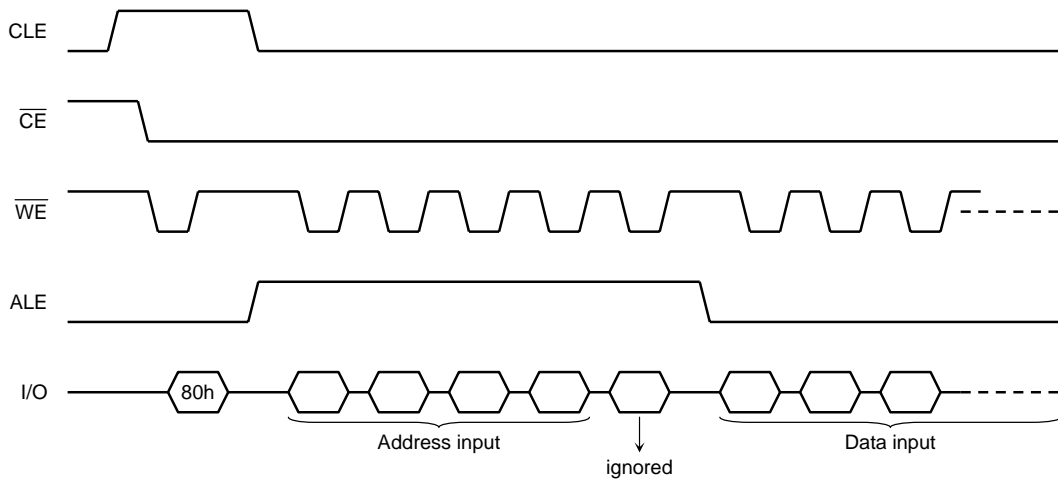 CLE
CE
WE
ALE
I/O
80h
Address input
Data input
ignored